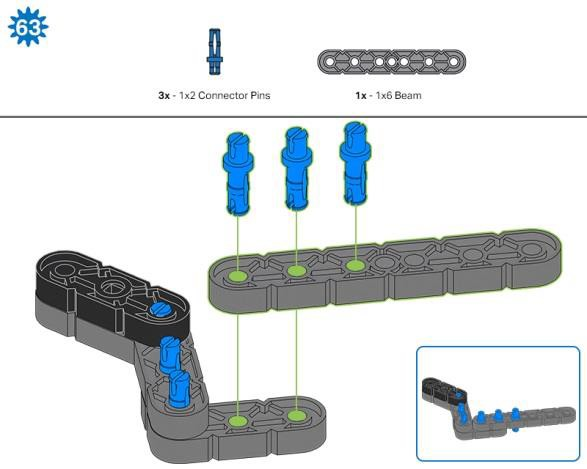 63
3x - 1x2 Connector Pins
1x - 1x6 Beam